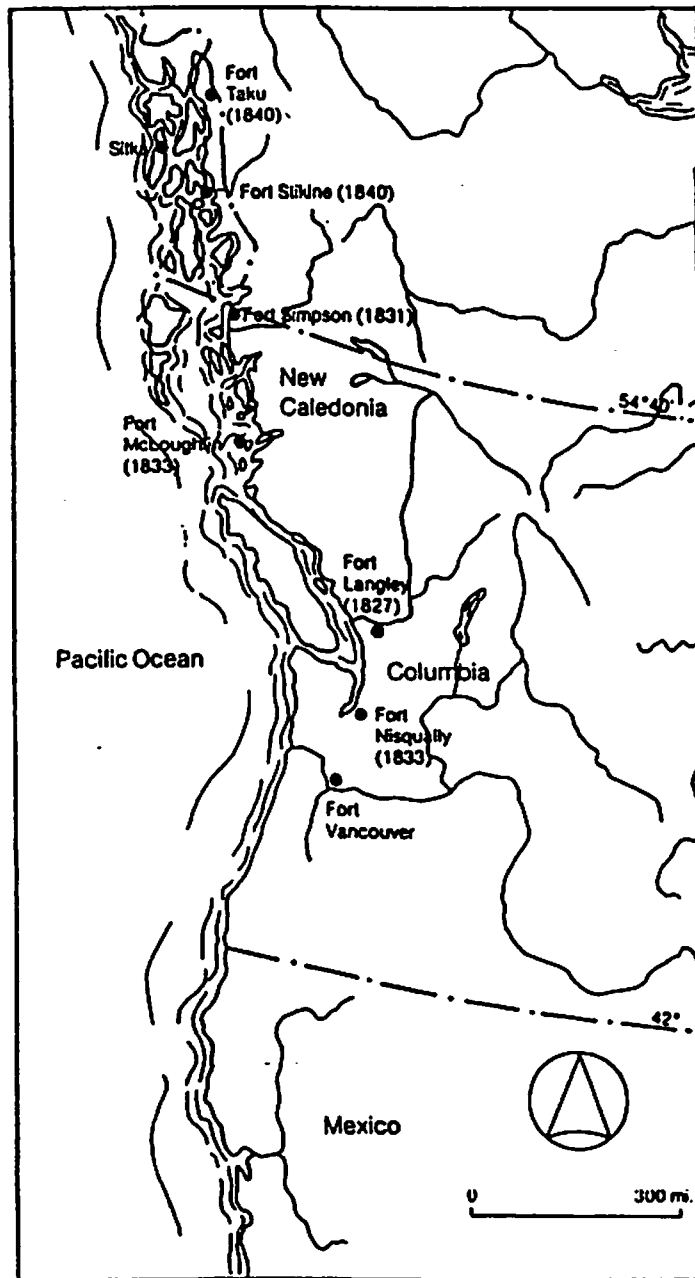 Fort
Taku
(1840)
Sitka
Fort Stikine (1840)
Fort Simpson (1831)
54°40'
New
Caledonia
Fort
McLoughlin
(1833)
Fort
Langley
(1827)
Pacific Ocean
Columbia
Fort
Nisqually
(1833)
Fort
Vancouver
42°
Mexico
0 300 mi.